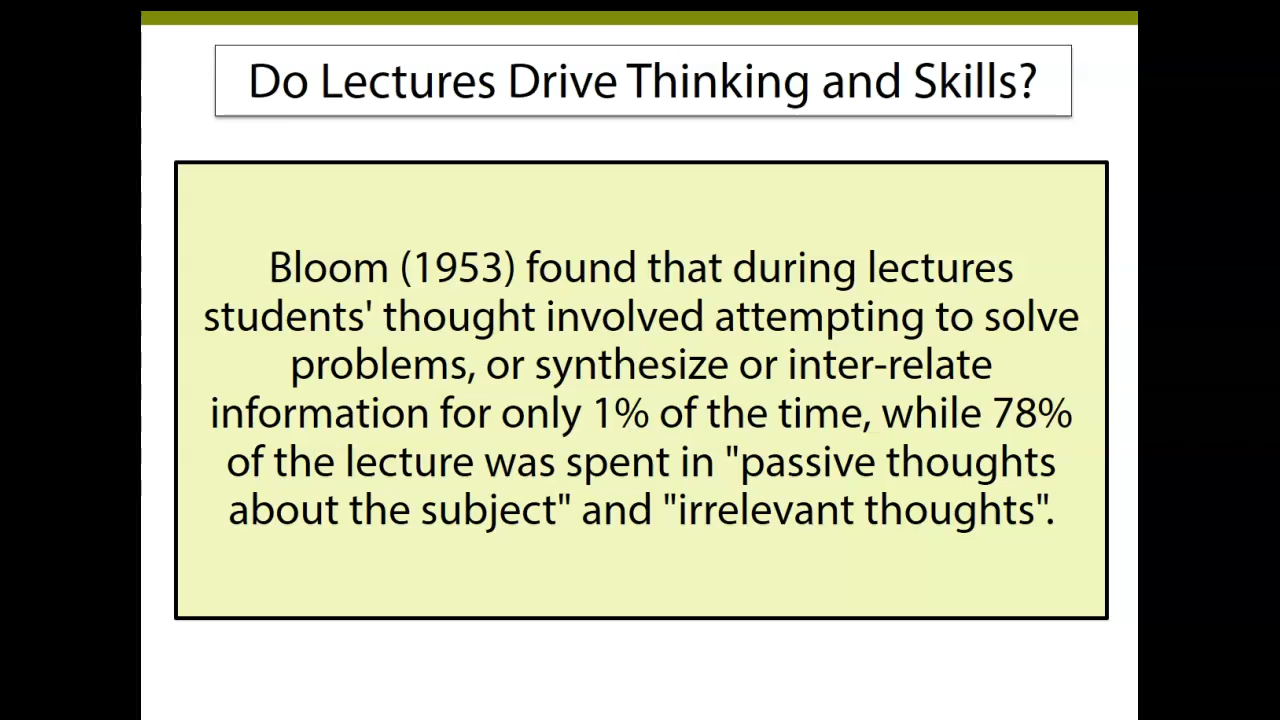 Do Lectures Drive Thinking and Skills?
Bloom (1953) found that during lectures
students' thought involved attempting to solve
problems, or synthesize or inter-relate
information for only 1% of the time, while 78%
of the lecture was spent in "passive thoughts
about the subject" and "irrelevant thoughts".